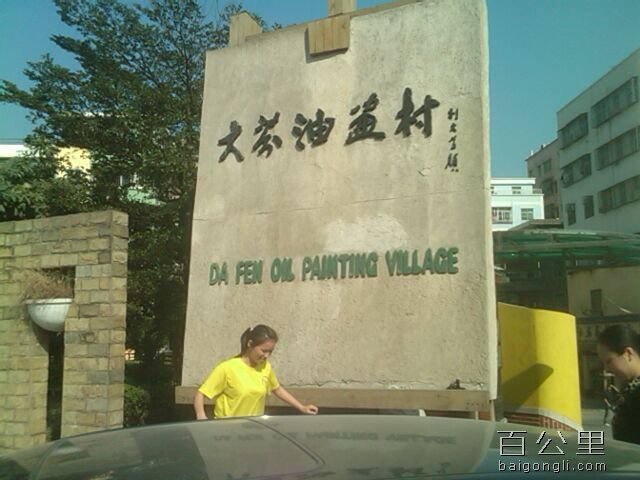 大芬油画村
DA FEN OIL PAINTING VILLAGE
百公里
baigongli.com